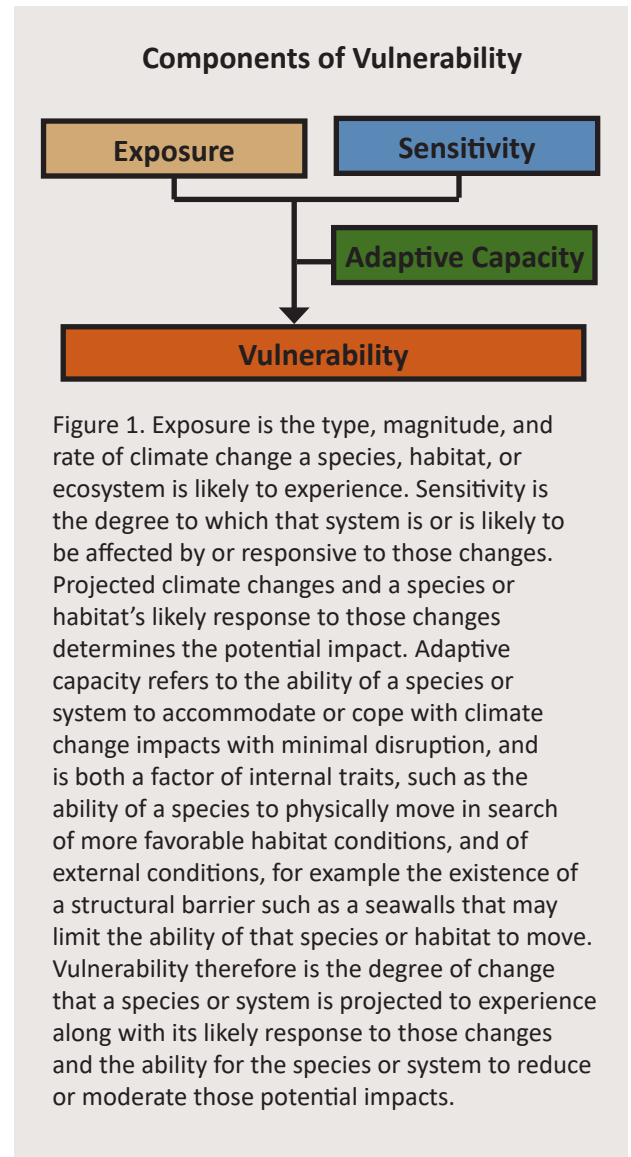 Components of Vulnerability
Exposure
Sensitivity
Adaptive Capacity
Vulnerability
Figure 1. Exposure is the type, magnitude, and
rate of climate change a species, habitat, or
ecosystem is likely to experience. Sensitivity is
the degree to which that system is or is likely to
be affected by or responsive to those changes.
Projected climate changes and a species or
habitat’s likely response to those changes
determines the potential impact. Adaptive
capacity refers to the ability of a species or
system to accommodate or cope with climate
change impacts with minimal disruption, and
is both a factor of internal traits, such as the
ability of a species to physically move in search
of more favorable habitat conditions, and of
external conditions, for example the existence of
a structural barrier such as a seawalls that may
limit the ability of that species or habitat to move.
Vulnerability therefore is the degree of change
that a species or system is projected to experience
along with its likely response to those changes
and the ability for the species or system to reduce
or moderate those potential impacts.